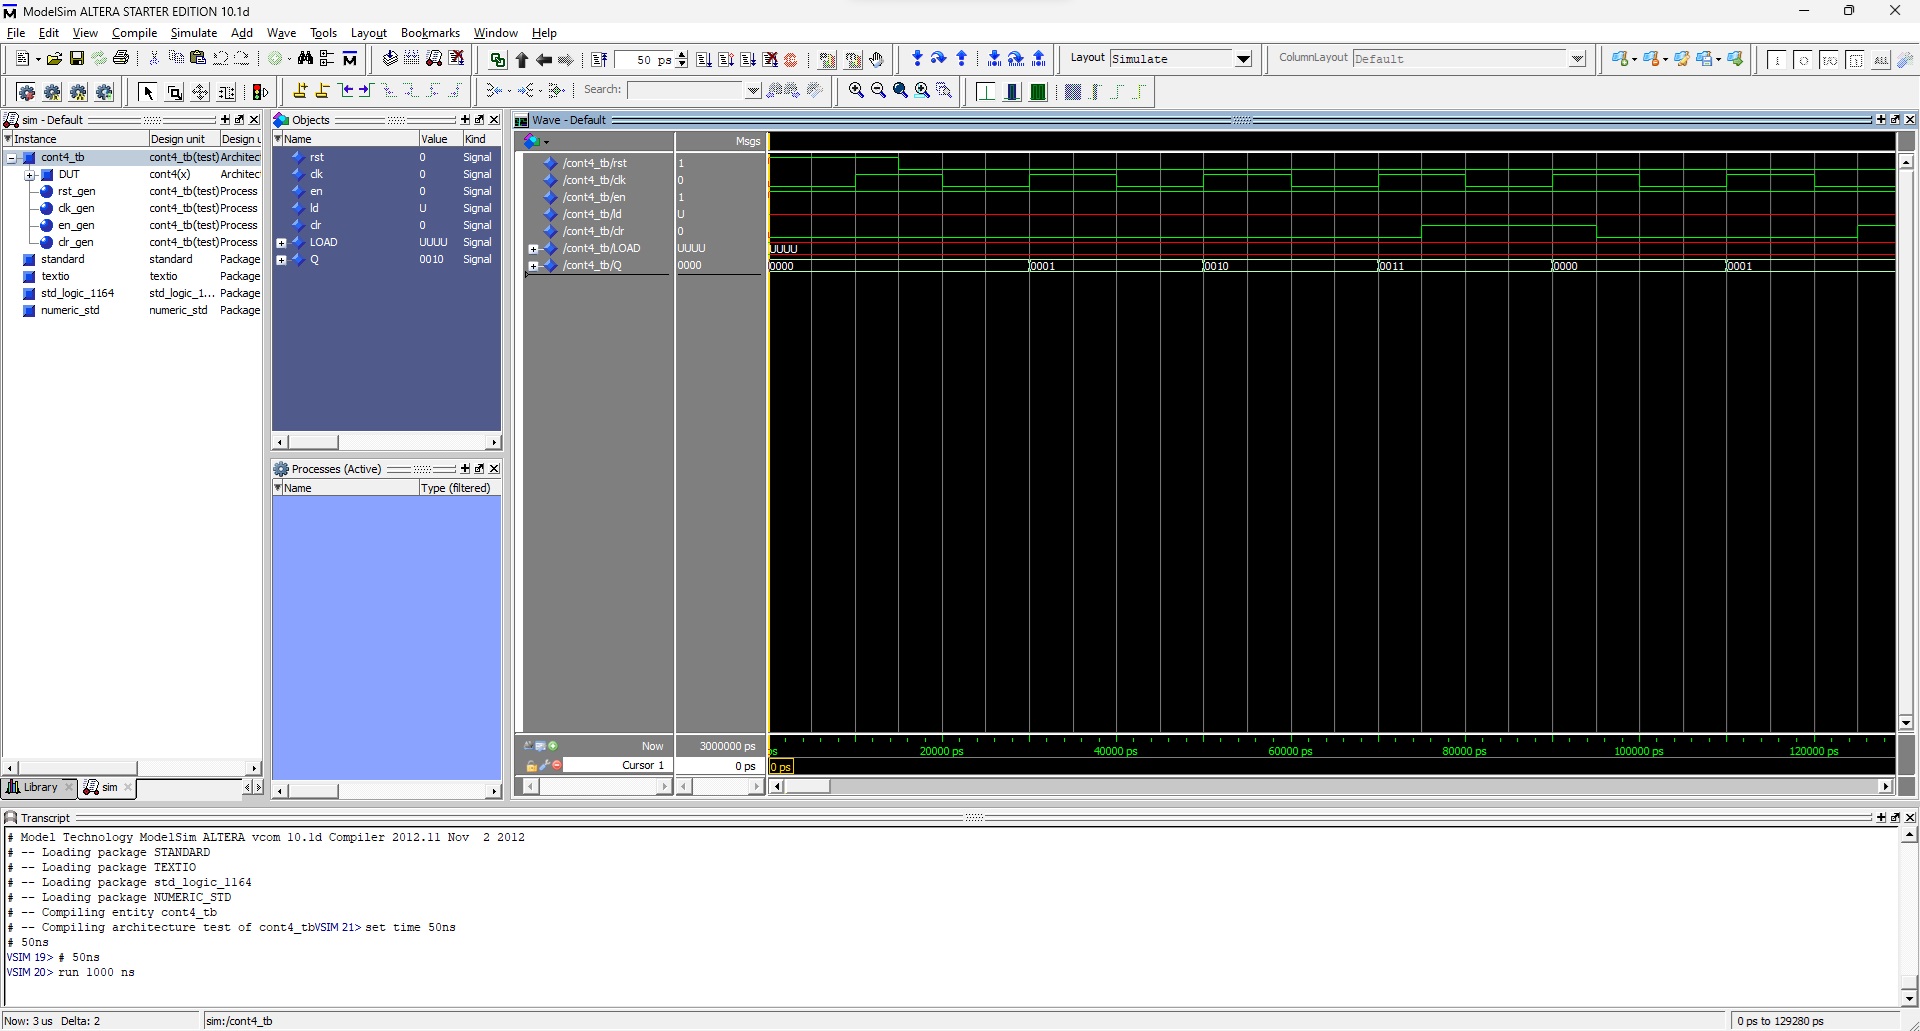 ModelSim ALTERA STARTER EDITION 10.1d
File Edit View Compile Simulate Add Wave Tools Layout Bookmarks Window Help
50 ps
Layout Simulate
ColumnLayout Default
ALL
Search:
sim - Default
Instance Design unit Design u
cont4_tb cont4_tb(test) Architec
DUT cont4(x) Architec
rst_gen cont4_tb(test) Process
clk_gen cont4_tb(test) Process
en_gen cont4_tb(test) Process
clr_gen cont4_tb(test) Process
standard standard Package
textio textio Package
std_logic_1164 std_logic_1... Package
numeric_std numeric_std Package
Library sim
Objects
Name Value Kind
rst 0 Signal
clk 0 Signal
en 0 Signal
ld U Signal
clr 0 Signal
LOAD UUUU Signal
Q 0010 Signal
Processes (Active)
Name Type (filtered)
Wave - Default
Msgs
/cont4_tb/rst 1
/cont4_tb/clk 0
/cont4_tb/en 1
/cont4_tb/ld U
/cont4_tb/clr 0
/cont4_tb/LOAD UUUU UUUU
/cont4_tb/Q 0000 0000 0001 0010 0011 0000 0001
Now 3000000 ps ps 20000 ps 40000 ps 60000 ps 80000 ps 100000 ps 120000 ps
Cursor 1 0 ps 0 ps
Transcript
# Model Technology ModelSim ALTERA vcom 10.1d Compiler 2012.11 Nov  2 2012
# -- Loading package STANDARD
# -- Loading package TEXTIO
# -- Loading package std_logic_1164
# -- Loading package NUMERIC_STD
# -- Compiling entity cont4_tb
# -- Compiling architecture test of cont4_tbVSIM 21> set time 50ns
# 50ns
VSIM 19> # 50ns
VSIM 20> run 1000 ns
Now: 3 us Delta: 2 sim:/cont4_tb 0 ps to 129280 ps